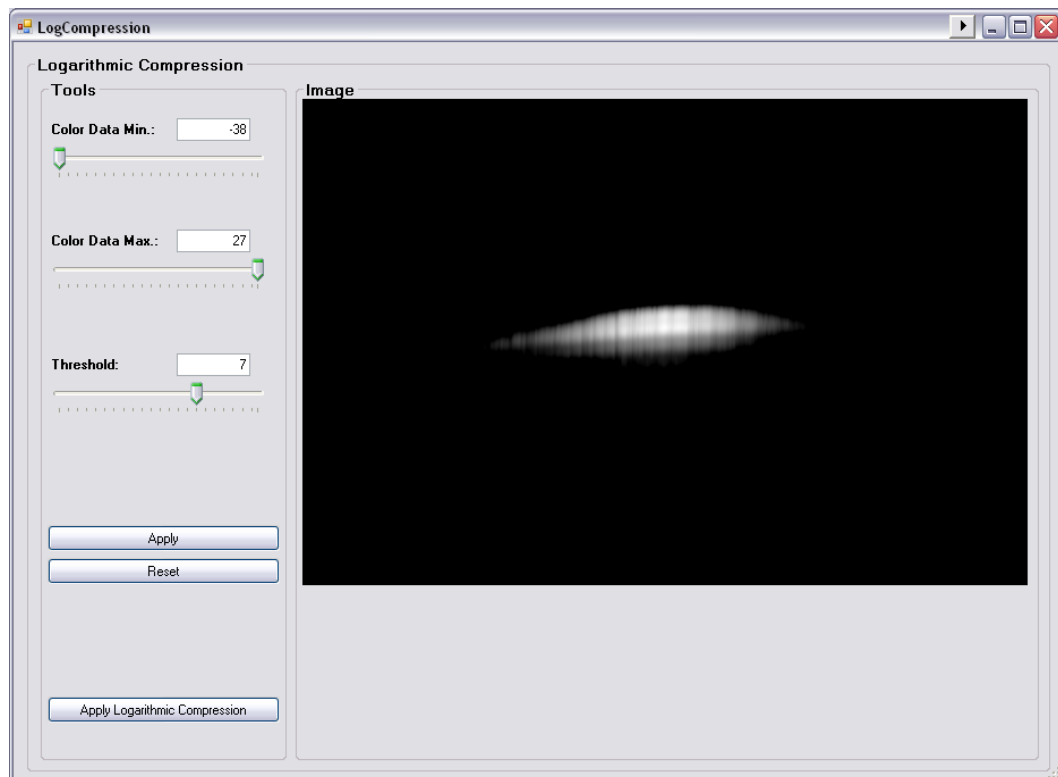 LogCompression
Logarithmic Compression
Tools
Image
Color Data Min.: -38
Color Data Max.: 27
Threshold: 7
Apply
Reset
Apply Logarithmic Compression